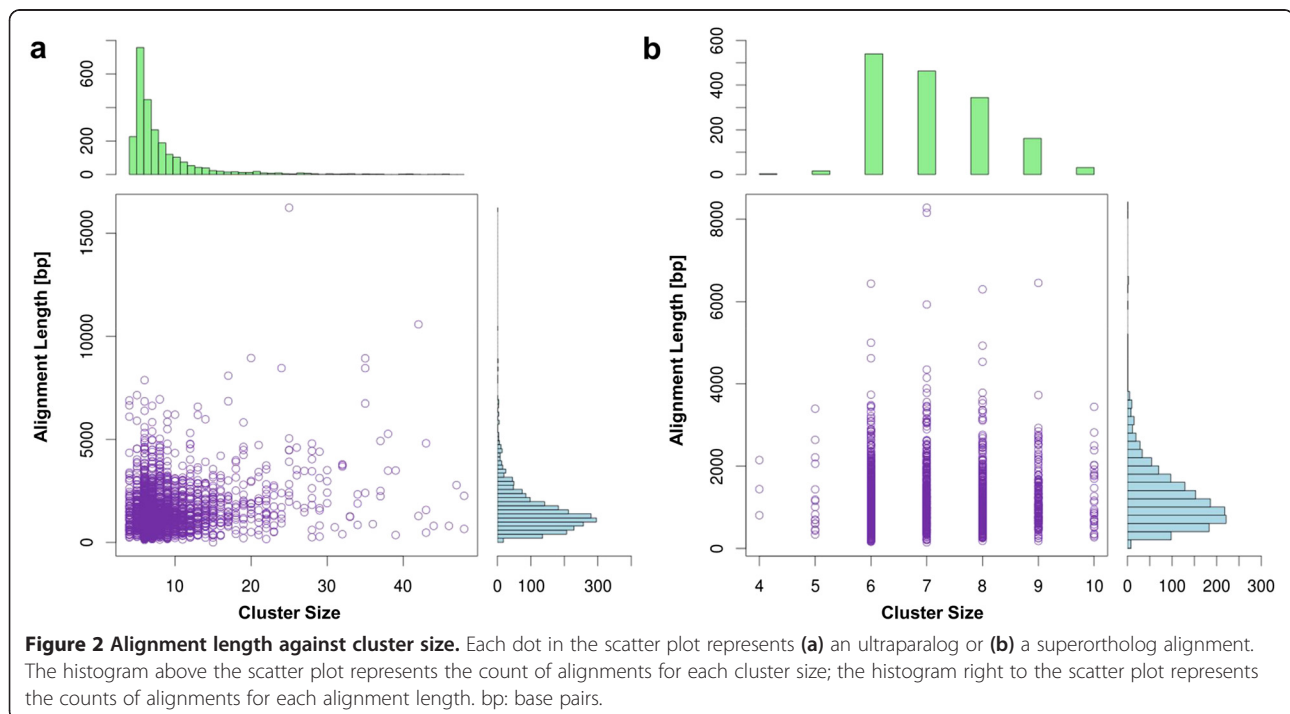 a
b
600
200
0
600
400
200
0
Alignment Length [bp]
15000
10000
5000
0
10 20 30 40
Cluster Size
0 100 200 300
Alignment Length [bp]
8000
6000
4000
2000
0
4 5 6 7 8 9 10
Cluster Size
0 50 100 200 300
Figure 2 Alignment length against cluster size. Each dot in the scatter plot represents (a) an ultraparalog or (b) a superortholog alignment.
The histogram above the scatter plot represents the count of alignments for each cluster size; the histogram right to the scatter plot represents
the counts of alignments for each alignment length. bp: base pairs.